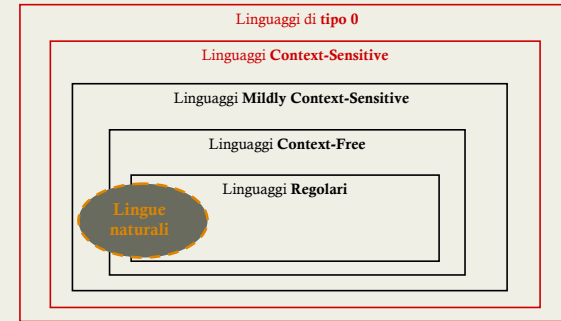 Linguaggi di tipo 0
Linguaggi Context-Sensitive
Linguaggi Mildly Context-Sensitive
Linguaggi Context-Free
Linguaggi Regolari
Lingue
naturali